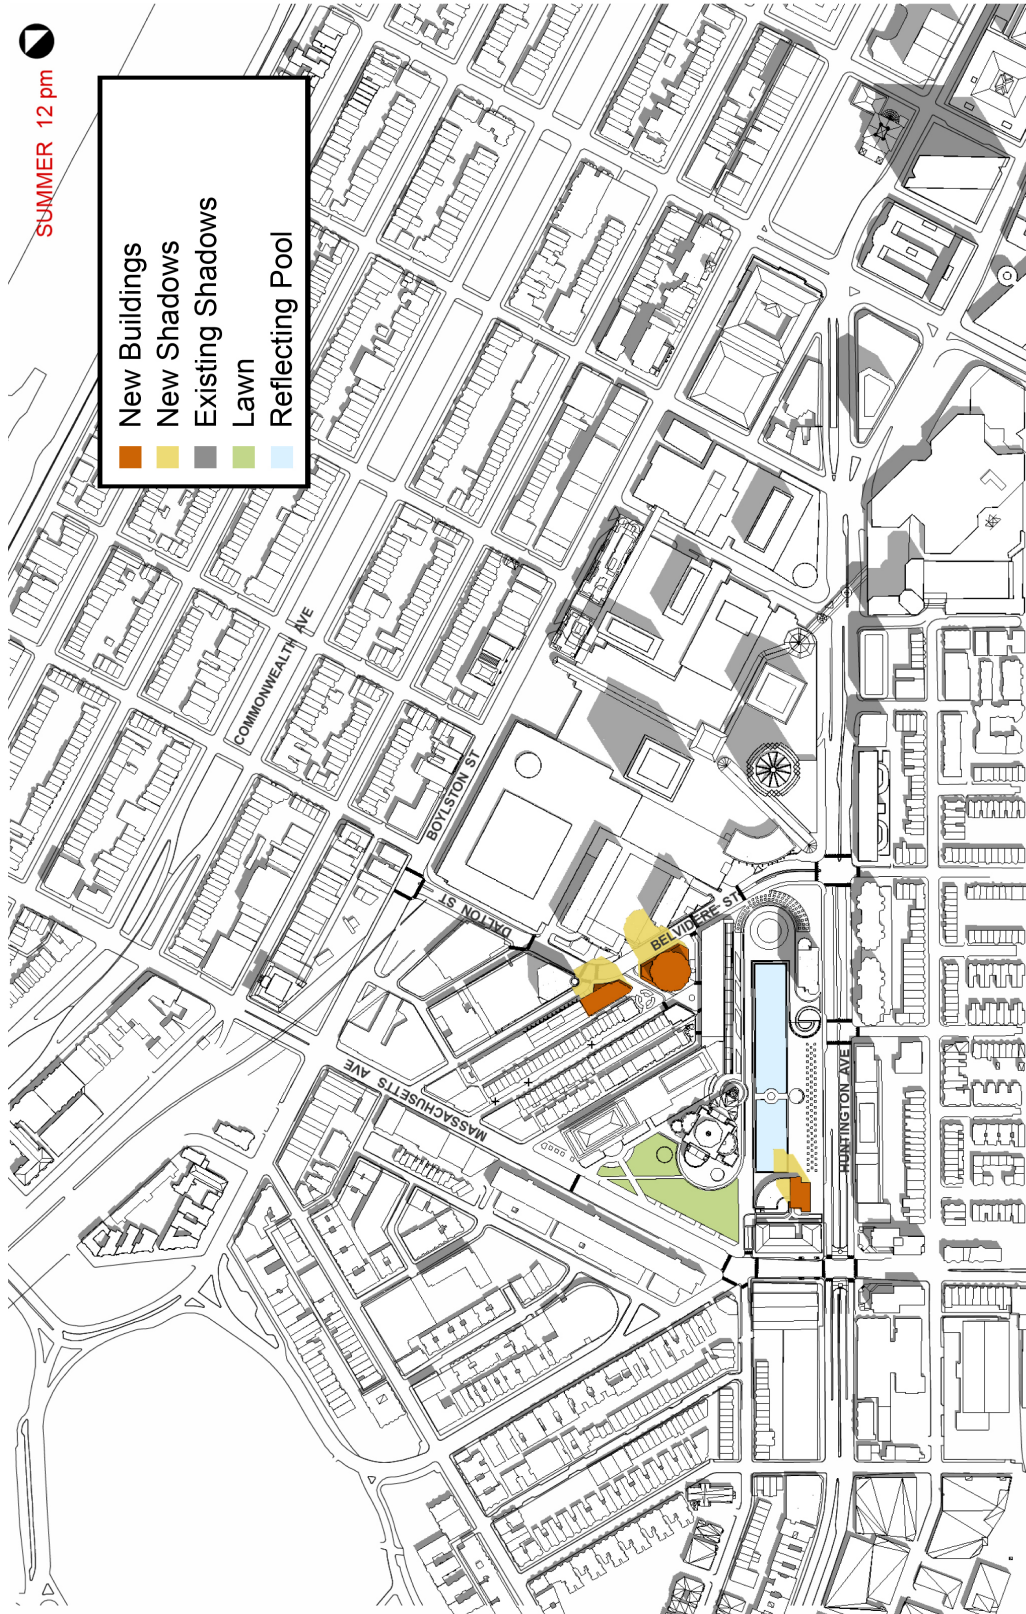 SUMMER 12 pm
New Buildings
New Shadows
Existing Shadows
Lawn
Reflecting Pool
COMMONWEALTH AVE
BOYLSTON ST
DALTON ST
BELVIDERE ST
MASSACHUSETTS AVE
HUNTINGTON AVE